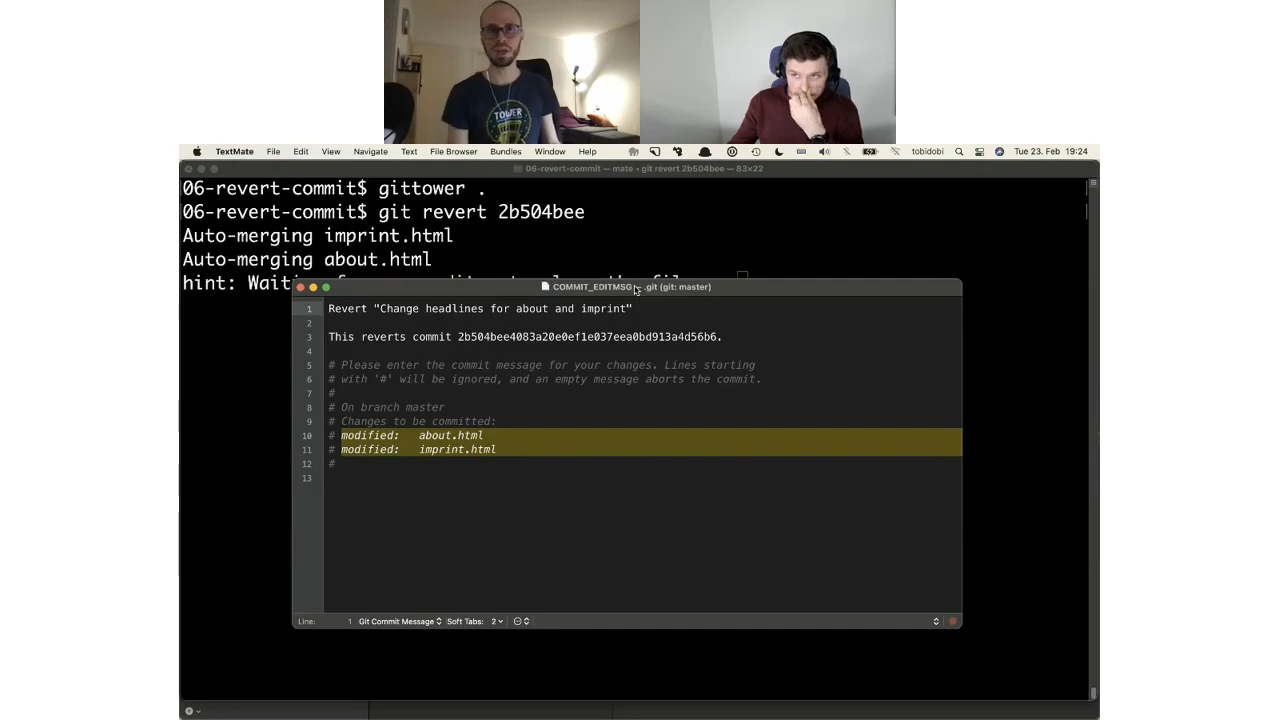 TOWER
TextMate File Edit View Navigate Text File Browser Bundles Window Help tobidobi Tue 23. Feb 19:24
06-revert-commit — mate ◂ git revert 2b504bee — 83×22
06-revert-commit$ gittower .
06-revert-commit$ git revert 2b504bee
Auto-merging imprint.html
Auto-merging about.html
hint: Wait
COMMIT_EDITMSG — .git (git: master)
1 Revert "Change headlines for about and imprint"
2
3 This reverts commit 2b504bee4083a20e0ef1e037eea0bd913a4d56b6.
4
5 # Please enter the commit message for your changes. Lines starting
6 # with '#' will be ignored, and an empty message aborts the commit.
7 #
8 # On branch master
9 # Changes to be committed:
10 # modified: about.html
11 # modified: imprint.html
12 #
13
Line: 1 Git Commit Message Soft Tabs: 2